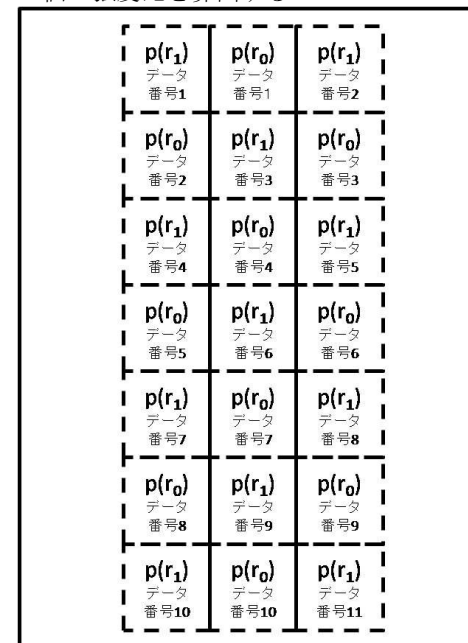 p(r₁) p(r₀) p(r₁)
データ データ データ
番号1 番号1 番号2
p(r₀) p(r₁) p(r₀)
データ データ データ
番号2 番号3 番号3
p(r₁) p(r₀) p(r₁)
データ データ データ
番号4 番号4 番号5
p(r₀) p(r₁) p(r₀)
データ データ データ
番号5 番号6 番号6
p(r₁) p(r₀) p(r₁)
データ データ データ
番号7 番号7 番号8
p(r₀) p(r₁) p(r₀)
データ データ データ
番号8 番号9 番号9
p(r₁) p(r₀) p(r₁)
データ データ データ
番号10 番号10 番号11